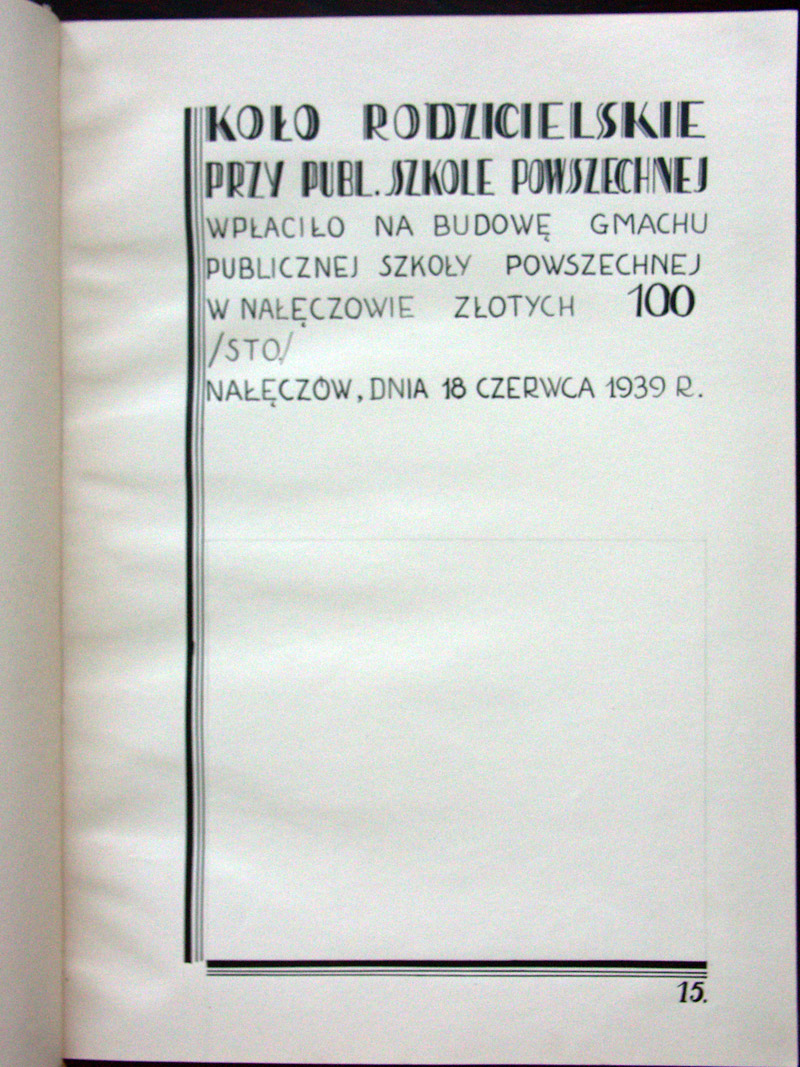 KOŁO RODZICIELSKIE
PRZY PUBL. SZKOLE POWSZECHNEJ
WPŁACIŁO NA BUDOWĘ GMACHU
PUBLICZNEJ SZKOŁY POWSZECHNEJ
W NAŁĘCZOWIE ZŁOTYCH 100
/STO/
NAŁĘCZÓW, DNIA 18 CZERWCA 1939 R.
15.